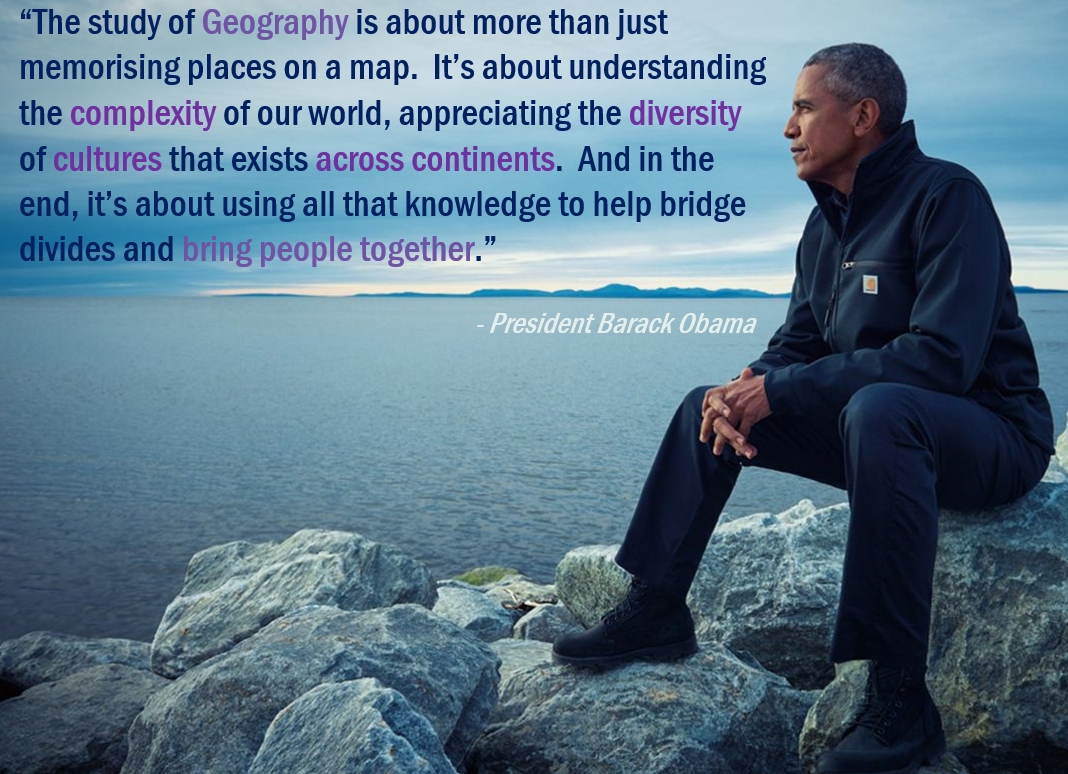 “The study of Geography is about more than just
memorising places on a map.  It’s about understanding
the complexity of our world, appreciating the diversity
of cultures that exists across continents.  And in the
end, it’s about using all that knowledge to help bridge
divides and bring people together.”
- President Barack Obama